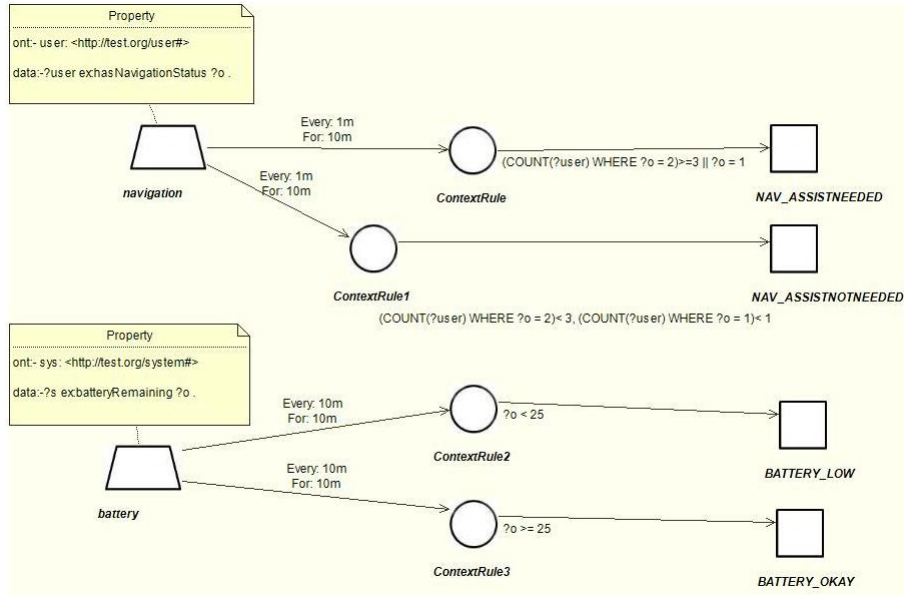 Property
ont:- user: <http://test.org/user#>
data:-?user ex:hasNavigationStatus ?o .
Every: 1m
For: 10m
(COUNT(?user) WHERE ?o = 2)>=3 || ?o = 1
navigation
ContextRule
NAV_ASSISTNEEDED
Every: 1m
For: 10m
ContextRule1
NAV_ASSISTNOTNEEDED
(COUNT(?user) WHERE ?o = 2)< 3, (COUNT(?user) WHERE ?o = 1)< 1
Property
ont:- sys: <http://test.org/system#>
data:-?s ex:batteryRemaining ?o .
Every: 10m
For: 10m
?o < 25
ContextRule2
BATTERY_LOW
battery
Every: 10m
For: 10m
?o >= 25
ContextRule3
BATTERY_OKAY